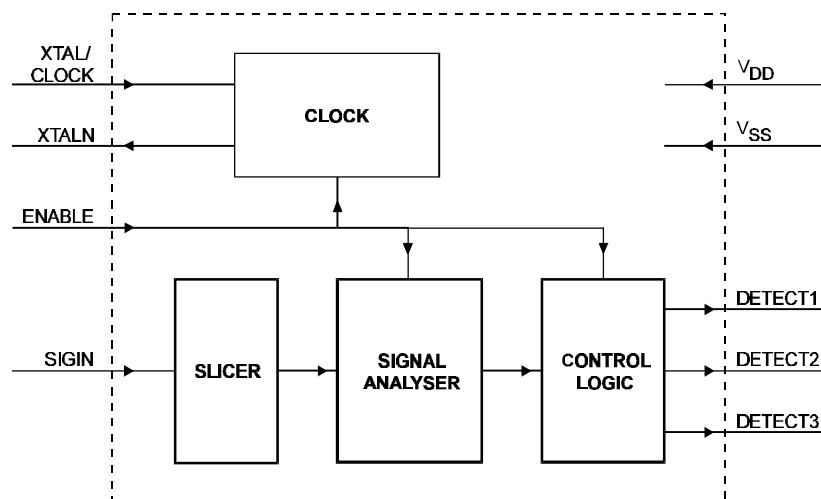 XTAL/
CLOCK
XTALN
ENABLE
SIGIN
CLOCK
VDD
VSS
SLICER
SIGNAL
ANALYSER
CONTROL
LOGIC
DETECT1
DETECT2
DETECT3